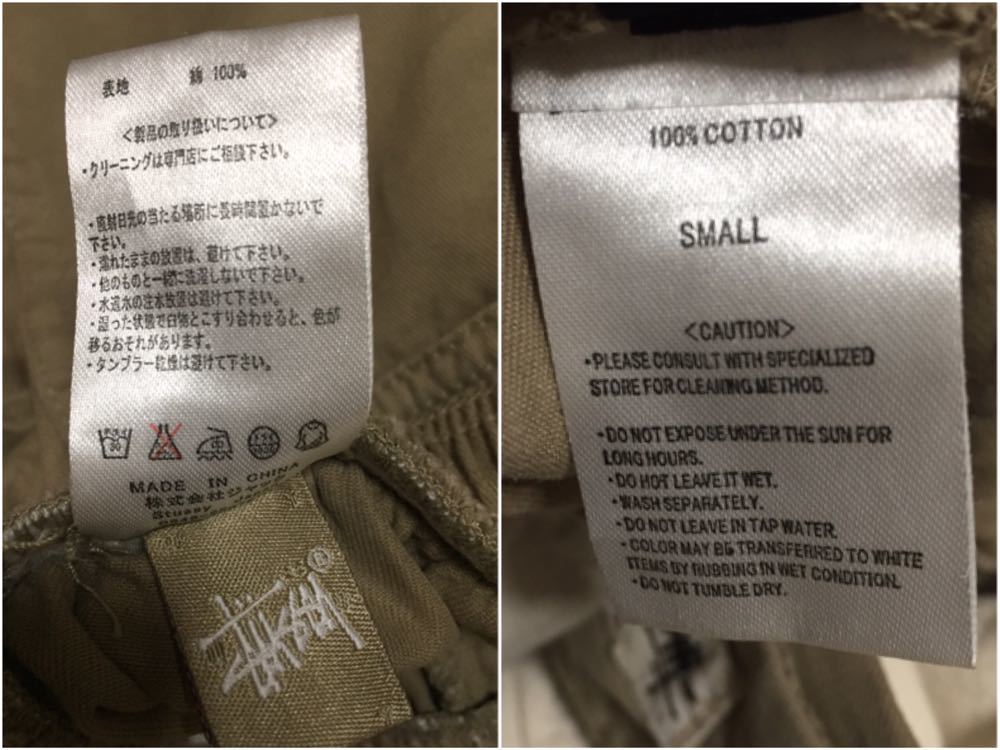 表地 綿 100%
<製品の取り扱いについて>
・クリーニングは専門店にご相談下さい。
・直射日光の当たる場所に長時間置かないで
下さい。
・濡れたままの放置は、避けて下さい。
・他のものと一緒に洗濯しないで下さい。
・水道水の注水放置は避けて下さい。
・湿った状態で白物とこすり合わせると、色が
移るおそれがあります。
・タンブラー乾燥は避けて下さい。
MADE IN CHINA
株式会社ジャ
Stussy
100% COTTON
SMALL
<CAUTION>
・PLEASE CONSULT WITH SPECIALIZED
STORE FOR CLEANING METHOD.
・DO NOT EXPOSE UNDER THE SUN FOR
LONG HOURS.
・DO NOT LEAVE IT WET.
・WASH SEPARATELY.
・DO NOT LEAVE IN TAP WATER.
・COLOR MAY BE TRANSFERRED TO WHITE
ITEMS BY RUBBING IN WET CONDITION.
・DO NOT TUMBLE DRY.